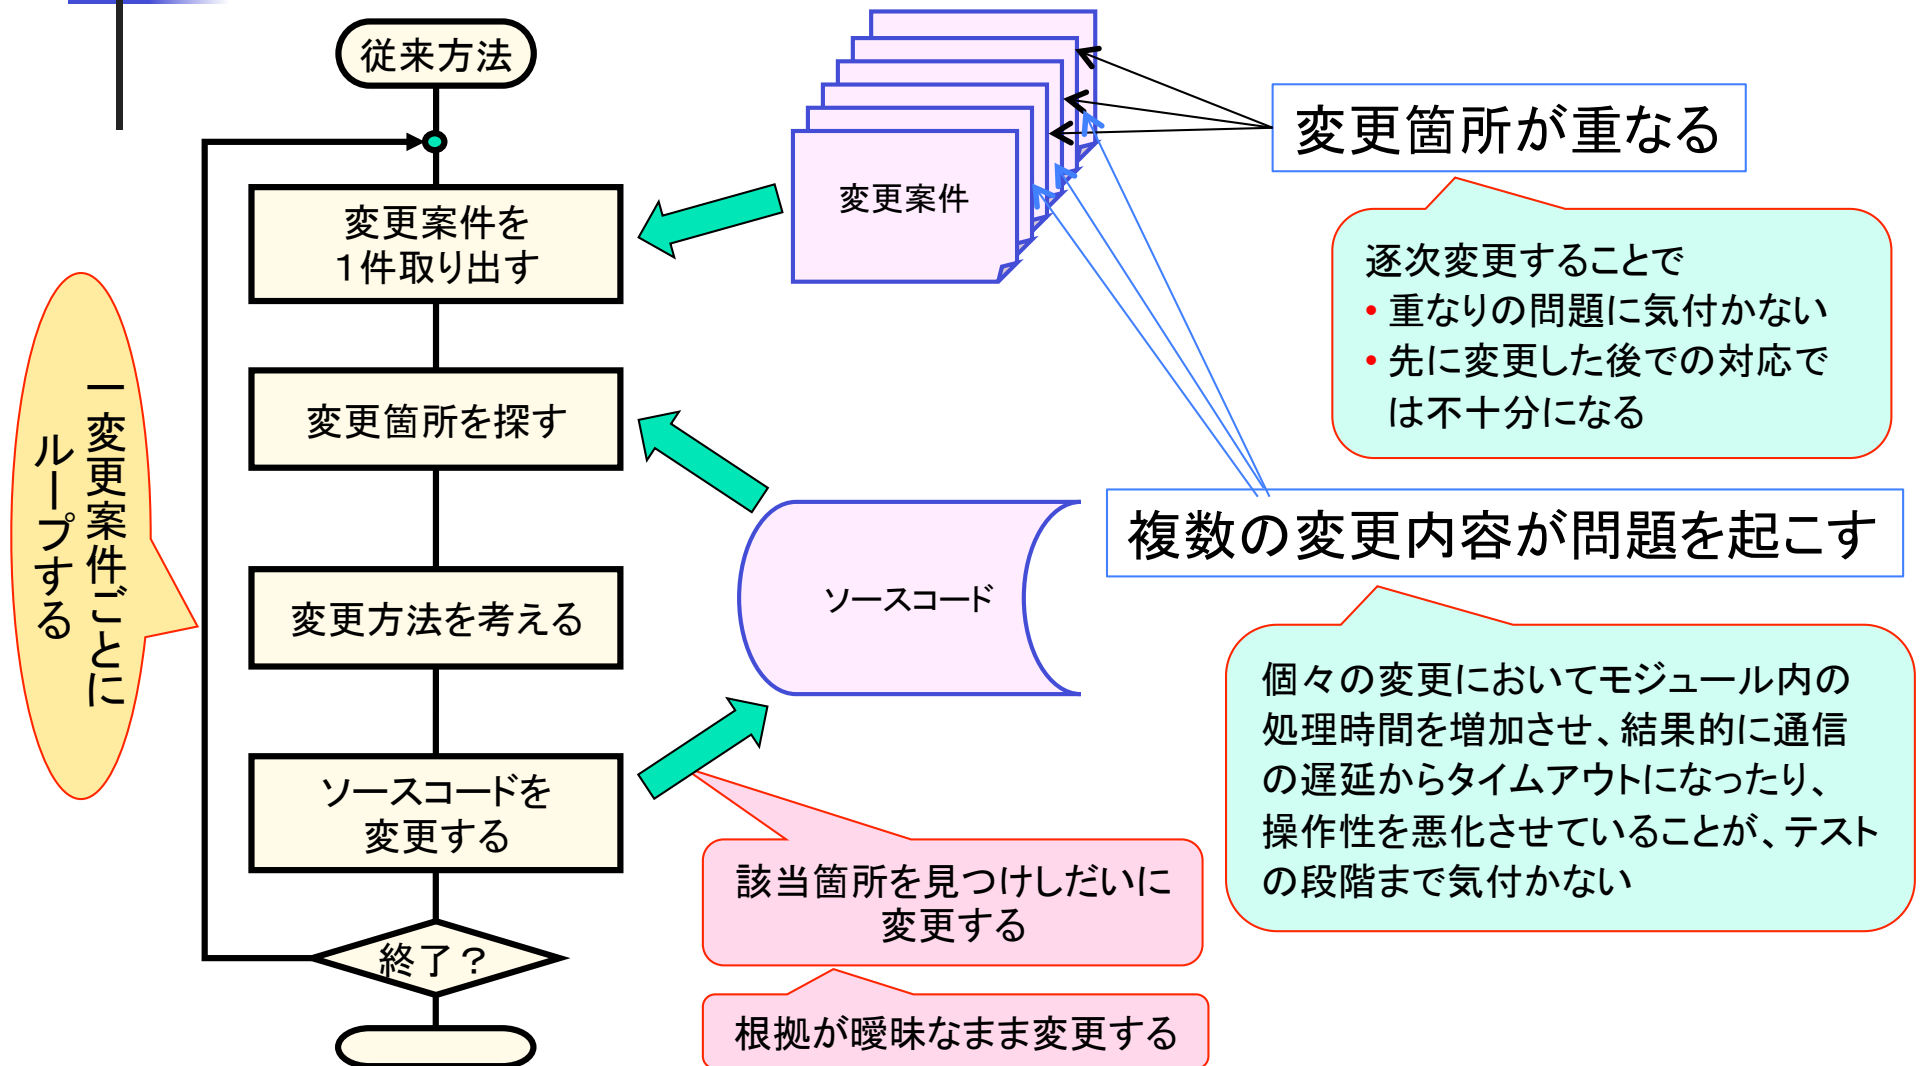 従来方法
変更案件を
１件取り出す
変更箇所を探す
変更方法を考える
ソースコードを
変更する
終了？
一変更案件ごとに
ループする
変更案件
ソースコード
変更箇所が重なる
逐次変更することで
• 重なりの問題に気付かない
• 先に変更した後での対応で
は不十分になる
複数の変更内容が問題を起こす
個々の変更においてモジュール内の
処理時間を増加させ、結果的に通信
の遅延からタイムアウトになったり、
操作性を悪化させていることが、テスト
の段階まで気付かない
該当箇所を見つけしだいに
変更する
根拠が曖昧なまま変更する